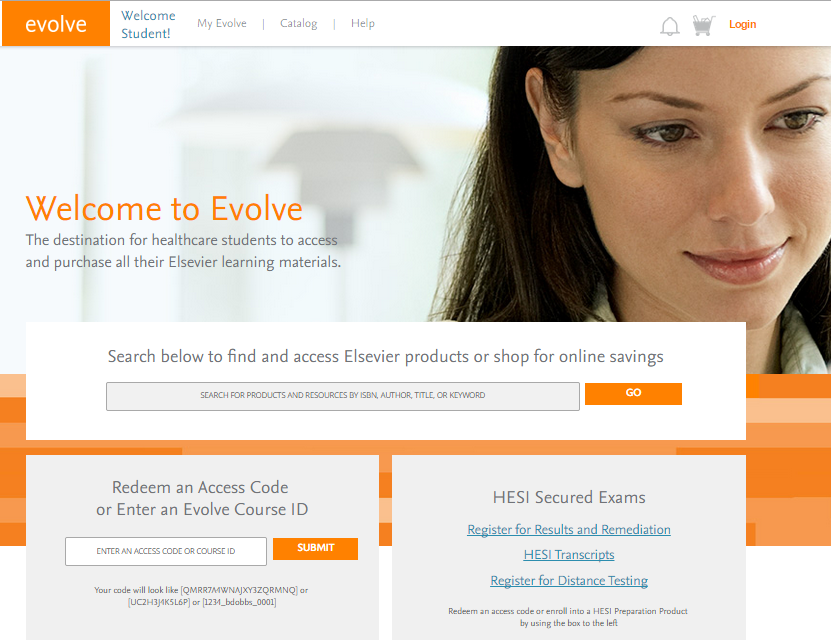 evolve
Welcome
Student!
My Evolve | Catalog | Help
Login
Welcome to Evolve
The destination for healthcare students to access
and purchase all their Elsevier learning materials.
Search below to find and access Elsevier products or shop for online savings
SEARCH FOR PRODUCTS AND RESOURCES BY ISBN, AUTHOR, TITLE, OR KEYWORD
GO
Redeem an Access Code
or Enter an Evolve Course ID
ENTER AN ACCESS CODE OR COURSE ID
SUBMIT
Your code will look like [QMRR7MWNAJXY3ZQRMNQ] or
[UC2H3J4K5L6P] or [1234_bdobbs_0001]
HESI Secured Exams
Register for Results and Remediation
HESI Transcripts
Register for Distance Testing
Redeem an access code or enroll into a HESI Preparation Product
by using the box to the left